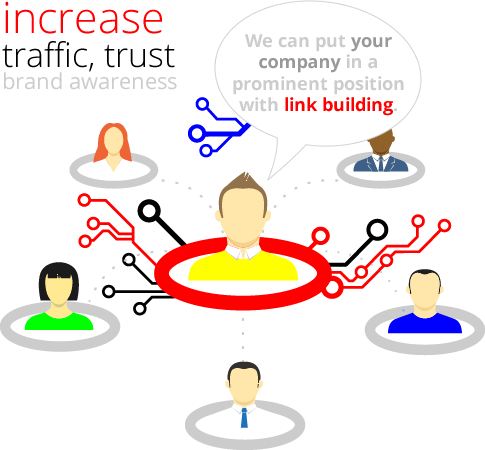 increase
traffic, trust
brand awareness
We can put your
company in a
prominent position
with link building.